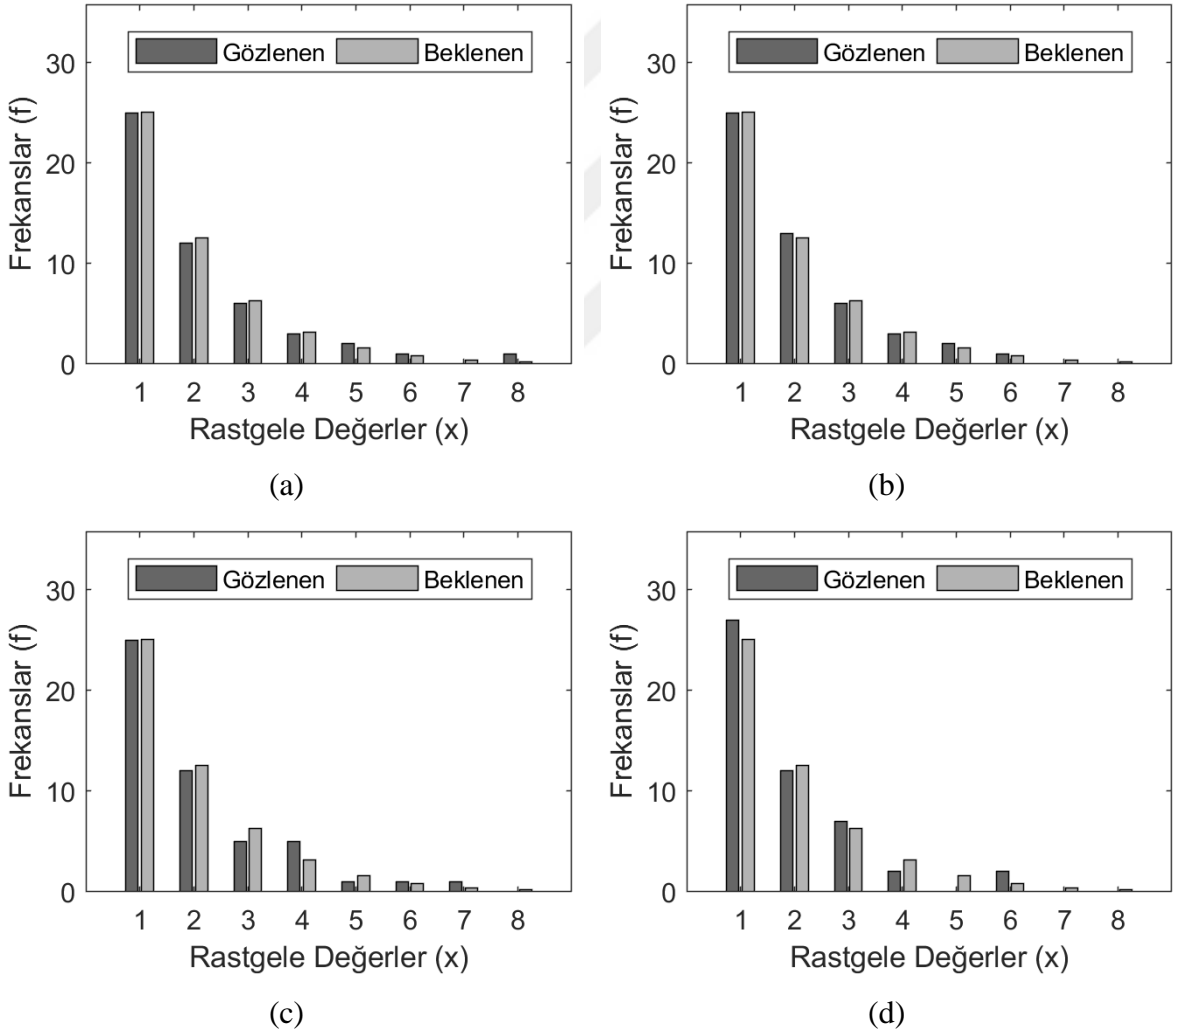 Gözlenen Beklenen
Frekanslar (f)
30
20
10
0
1 2 3 4 5 6 7 8
Rastgele Değerler (x)
(a)
Gözlenen Beklenen
Frekanslar (f)
30
20
10
0
1 2 3 4 5 6 7 8
Rastgele Değerler (x)
(b)
Gözlenen Beklenen
Frekanslar (f)
30
20
10
0
1 2 3 4 5 6 7 8
Rastgele Değerler (x)
(c)
Gözlenen Beklenen
Frekanslar (f)
30
20
10
0
1 2 3 4 5 6 7 8
Rastgele Değerler (x)
(d)